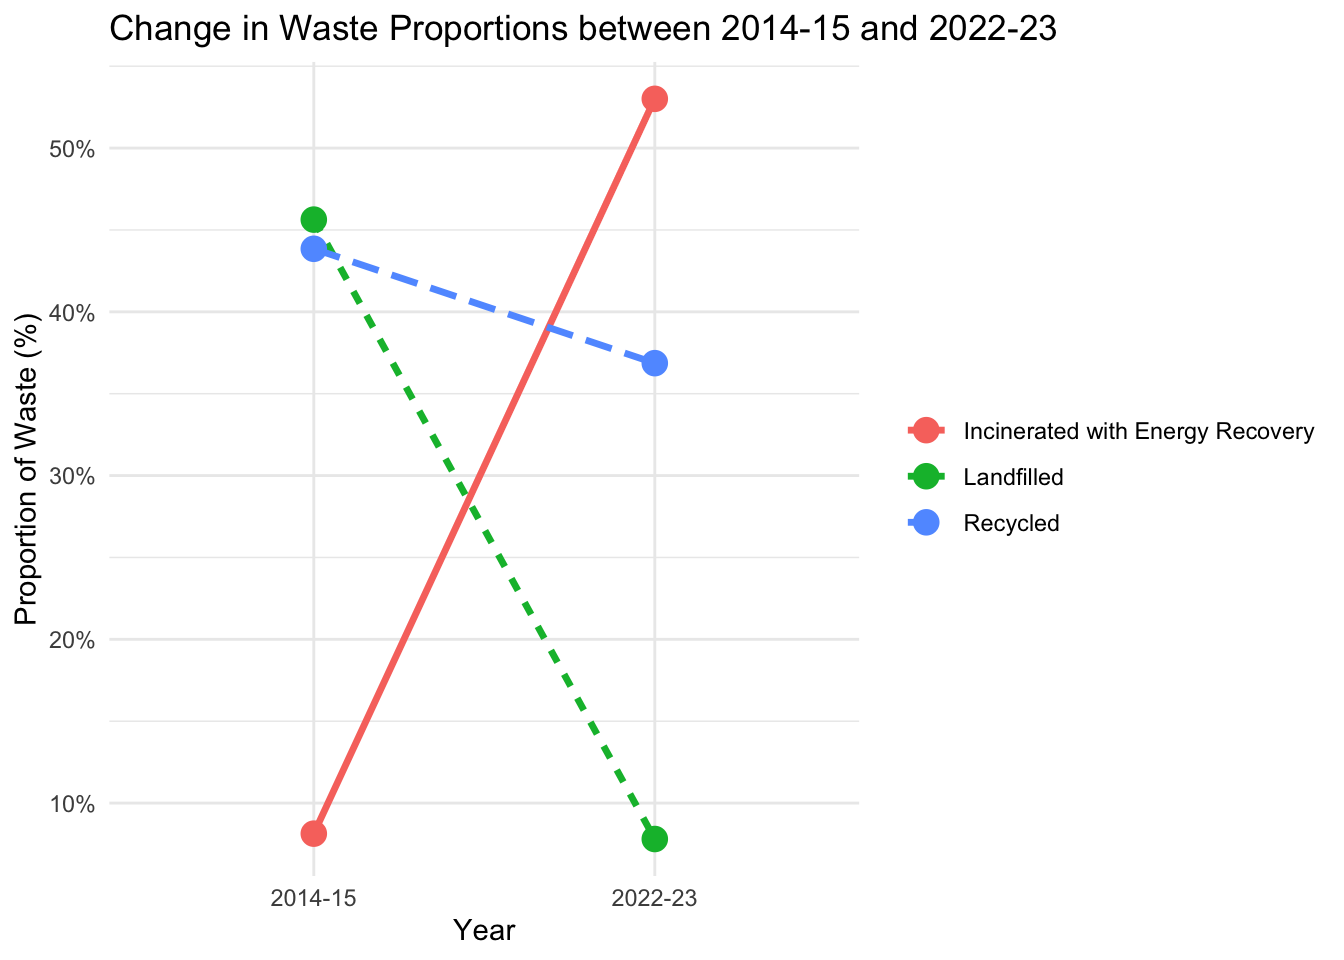 Change in Waste Proportions between 2014-15 and 2022-23
Proportion of Waste (%)
50%
40%
30%
20%
10%
2014-15 2022-23
Year
Incinerated with Energy Recovery
Landfilled
Recycled